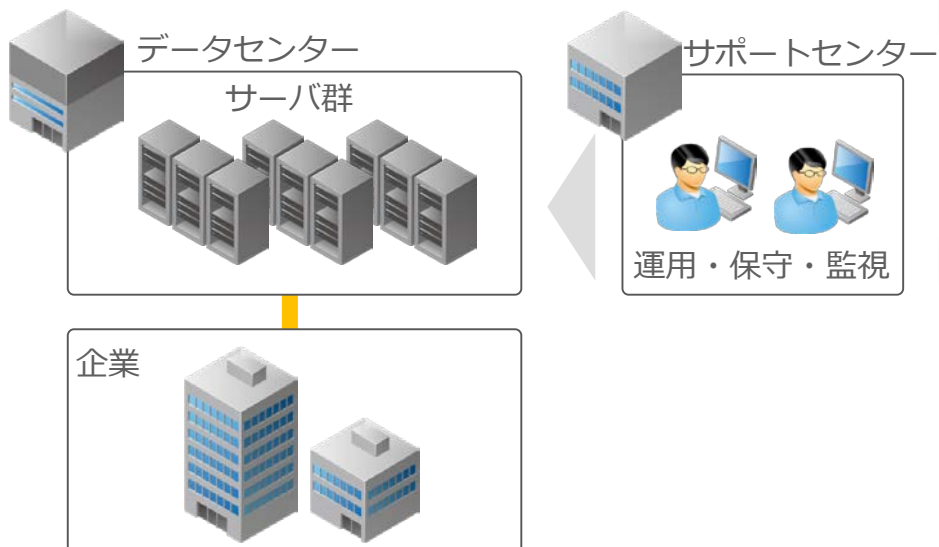 データセンター
サポートセンター
サーバ群
運用・保守・監視
企業